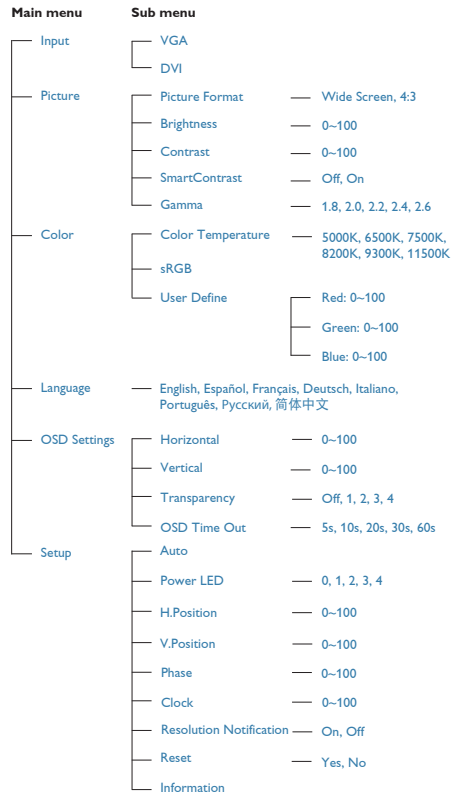 Main menu Sub menu
Input VGA
DVI
Picture Picture Format Wide Screen, 4:3
Brightness 0~100
Contrast 0~100
SmartContrast Off, On
Gamma 1.8, 2.0, 2.2, 2.4, 2.6
Color Color Temperature 5000K, 6500K, 7500K,
8200K, 9300K, 11500K
sRGB
User Define Red: 0~100
Green: 0~100
Blue: 0~100
Language English, Español, Français, Deutsch, Italiano,
Português, Русский, 简体中文
OSD Settings Horizontal 0~100
Vertical 0~100
Transparency Off, 1, 2, 3, 4
OSD Time Out 5s, 10s, 20s, 30s, 60s
Setup Auto
Power LED 0, 1, 2, 3, 4
H.Position 0~100
V.Position 0~100
Phase 0~100
Clock 0~100
Resolution Notification On, Off
Reset Yes, No
Information